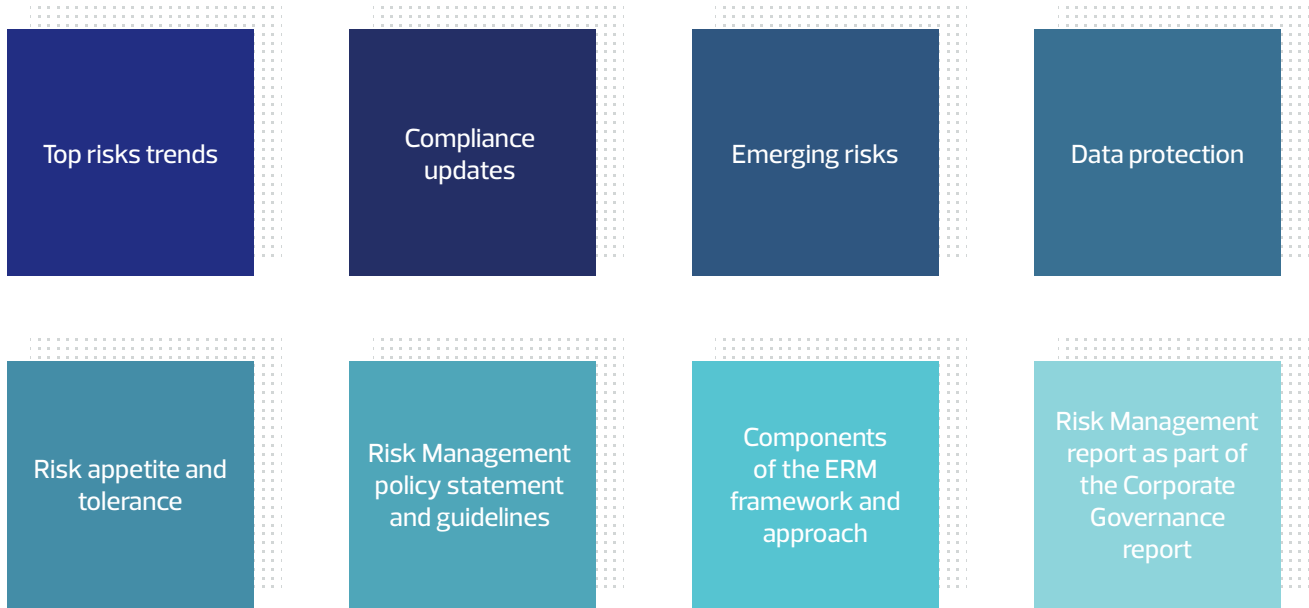 Top risks trends
Compliance
updates
Emerging risks
Data protection
Risk appetite and
tolerance
Risk Management
policy statement
and guidelines
Components
of the ERM
framework and
approach
Risk Management
report as part of
the Corporate
Governance
report